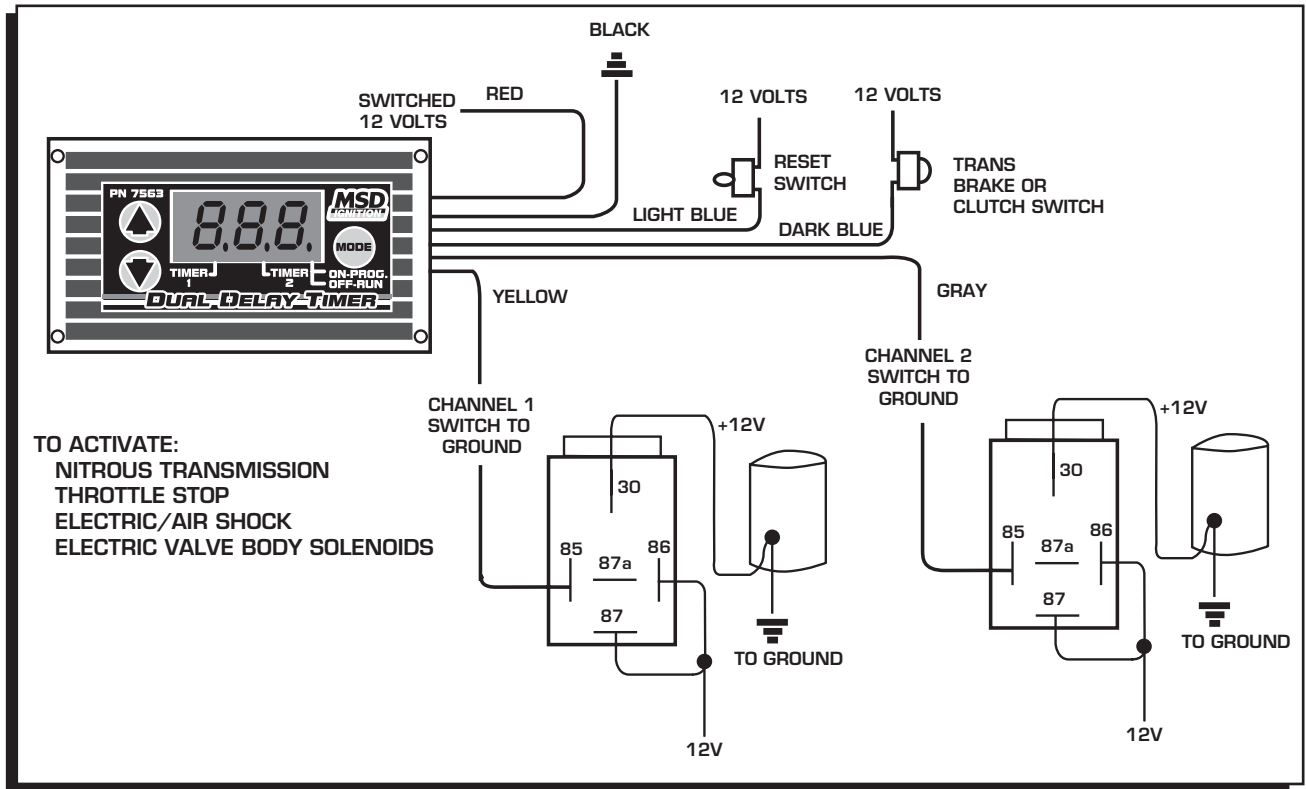 BLACK
SWITCHED
12 VOLTS
RED
12 VOLTS
12 VOLTS
RESET
SWITCH
TRANS
BRAKE OR
CLUTCH SWITCH
LIGHT BLUE
DARK BLUE
PN 7563
8.8.8.
MSD
IGNITION
MODE
TIMER
1
TIMER
2
ON-PROG.
OFF-RUN
DUAL DELAY TIMER
YELLOW
GRAY
CHANNEL 1
SWITCH TO
GROUND
CHANNEL 2
SWITCH TO
GROUND
TO ACTIVATE:
NITROUS TRANSMISSION
THROTTLE STOP
ELECTRIC/AIR SHOCK
ELECTRIC VALVE BODY SOLENOIDS
+12V
30
85
87a
86
87
TO GROUND
12V
+12V
30
85
87a
86
87
TO GROUND
12V